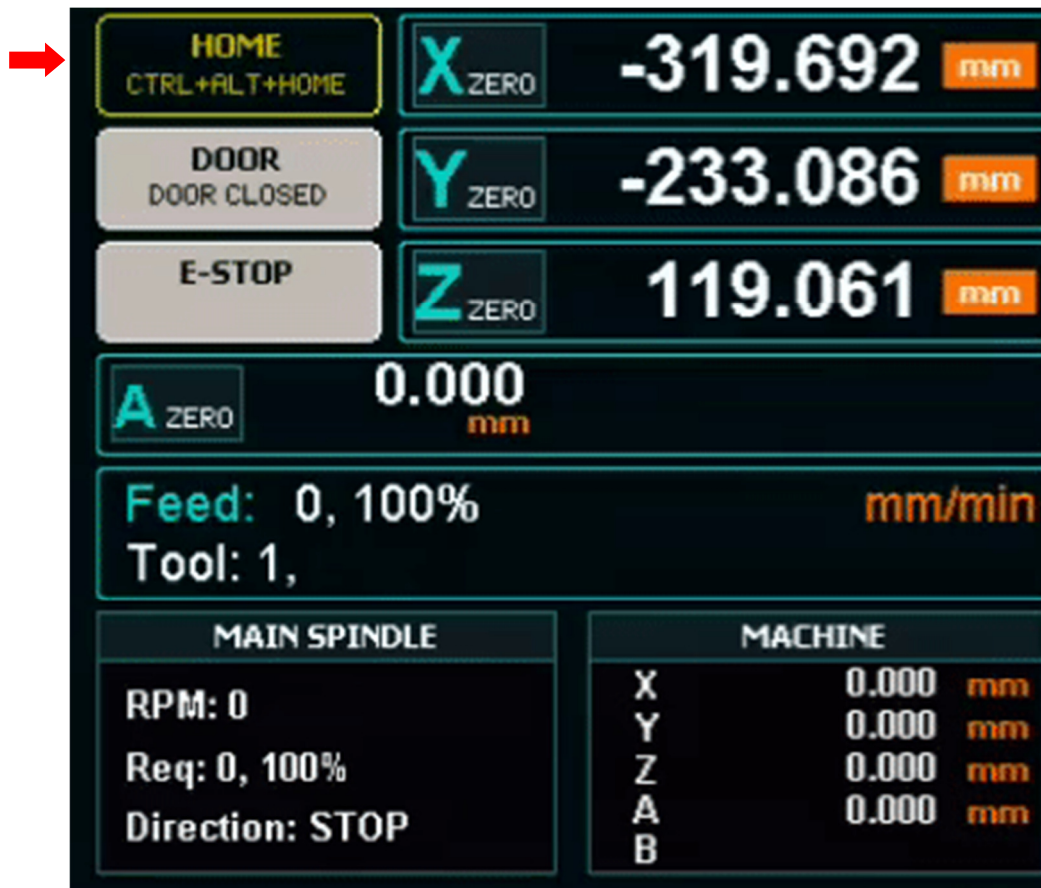 HOME
CTRL+ALT+HOME
X ZERO -319.692 mm
DOOR
DOOR CLOSED
Y ZERO -233.086 mm
E-STOP
Z ZERO 119.061 mm
A ZERO 0.000 mm
Feed: 0, 100% mm/min
Tool: 1,
MAIN SPINDLE
RPM: 0
Req: 0, 100%
Direction: STOP
MACHINE
X 0.000 mm
Y 0.000 mm
Z 0.000 mm
A 0.000 mm
B